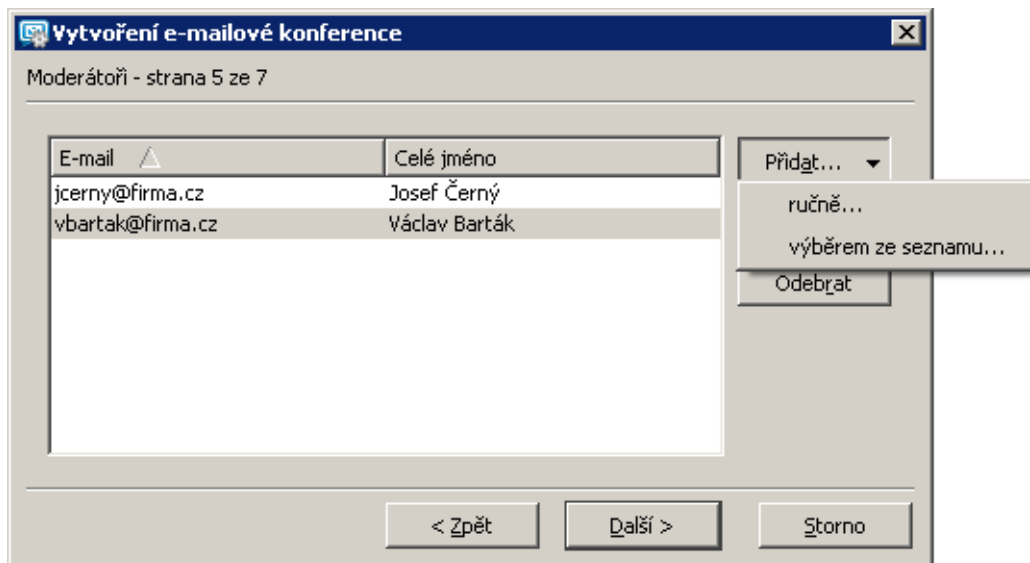 Vytvoření e-mailové konference
Moderátoři - strana 5 ze 7
E-mail Celé jméno
jcerny@firma.cz Josef Černý
vbartak@firma.cz Václav Barták
Přidat...
ručně...
výběrem ze seznamu...
Odebrat
< Zpět Další > Storno